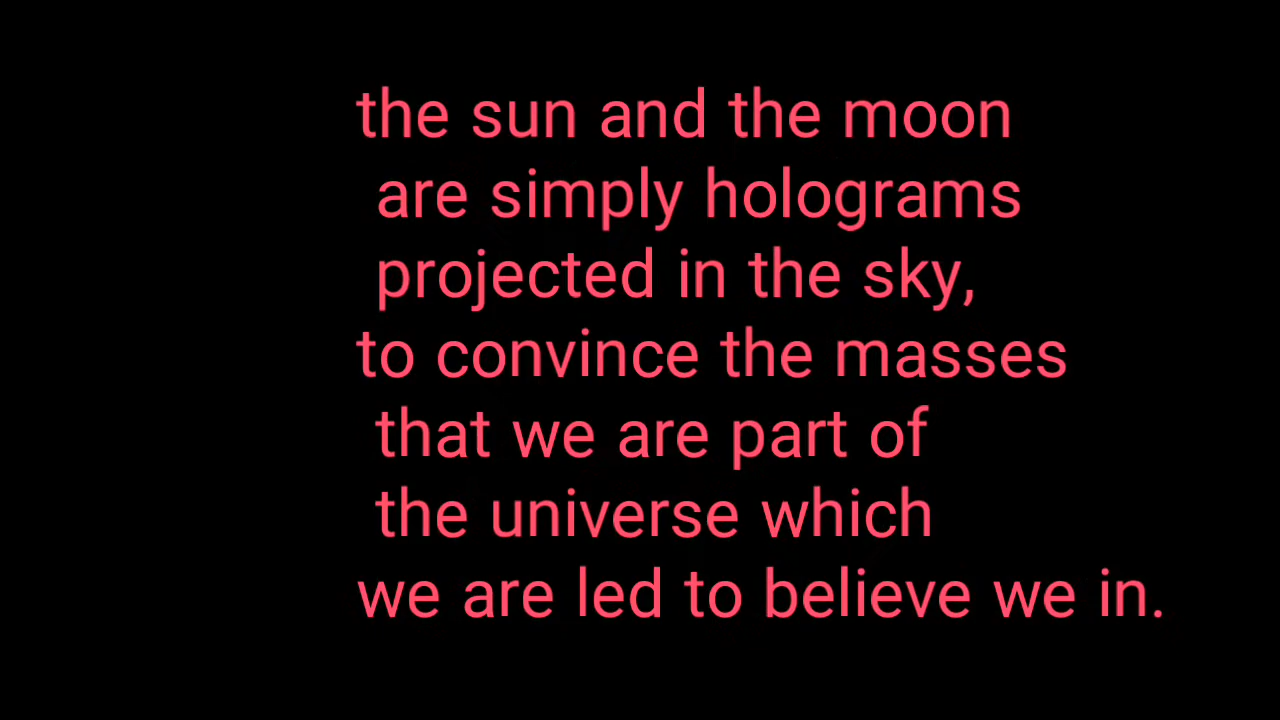 the sun and the moon
are simply holograms
projected in the sky,
to convince the masses
that we are part of
the universe which
we are led to believe we in.